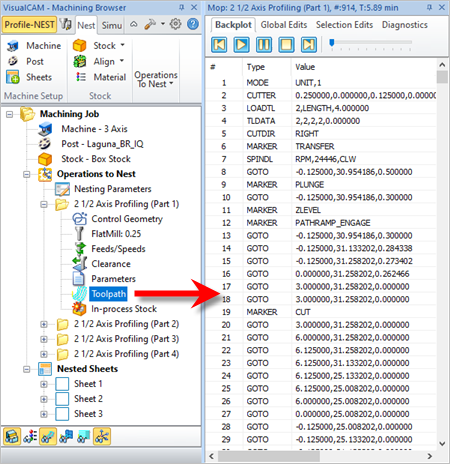 VisualCAM - Machining Browser
Profile-NEST Nest Simu
Machine
Post
Sheets
Machine Setup
Stock
Align
Material
Stock
Operations
To Nest
Machining Job
Machine - 3 Axis
Post - Laguna_BR_IQ
Stock - Box Stock
Operations to Nest
Nesting Parameters
2 1/2 Axis Profiling (Part 1)
Control Geometry
FlatMill: 0.25
Feeds/Speeds
Clearance
Parameters
Toolpath
In-process Stock
2 1/2 Axis Profiling (Part 2)
2 1/2 Axis Profiling (Part 3)
2 1/2 Axis Profiling (Part 4)
Nested Sheets
Sheet 1
Sheet 2
Sheet 3
Mop: 2 1/2 Axis Profiling (Part 1), #:914, T:5.89 min
Backplot Global Edits Selection Edits Diagnostics
# Type Value
1 MODE UNIT,1
2 CUTTER 0.250000,0.000000,0.125000,0.00000
3 LOADTL 2,LENGTH,4.000000
4 TLDATA 2,2,2,2,0.000000
5 CUTDIR RIGHT
6 MARKER TRANSFER
7 SPINDL RPM,24446,CLW
8 GOTO -0.125000,30.954186,0.500000
9 MARKER PLUNGE
10 GOTO -0.125000,30.954186,0.300000
11 MARKER ZLEVEL
12 MARKER PATHRAMP_ENGAGE
13 GOTO -0.125000,30.954186,0.300000
14 GOTO -0.125000,31.133202,0.284338
15 GOTO -0.125000,31.258202,0.273402
16 GOTO 0.000000,31.258202,0.262466
17 GOTO 3.000000,31.258202,0.000000
18 GOTO 3.000000,31.258202,0.000000
19 MARKER CUT
20 GOTO 3.000000,31.258202,0.000000
21 GOTO 6.000000,31.258202,0.000000
22 GOTO 6.125000,31.258202,0.000000
23 GOTO 6.125000,31.133202,0.000000
24 GOTO 6.125000,25.133202,0.000000
25 GOTO 6.125000,25.008202,0.000000
26 GOTO 6.000000,25.008202,0.000000
27 GOTO 0.000000,25.008202,0.000000
28 GOTO -0.125000,25.008202,0.000000
29 GOTO -0.125000,25.133202,0.000000